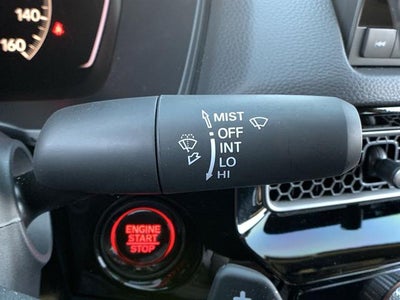 140
160
MIST
OFF
INT
LO
HI
ENGINE
START
STOP